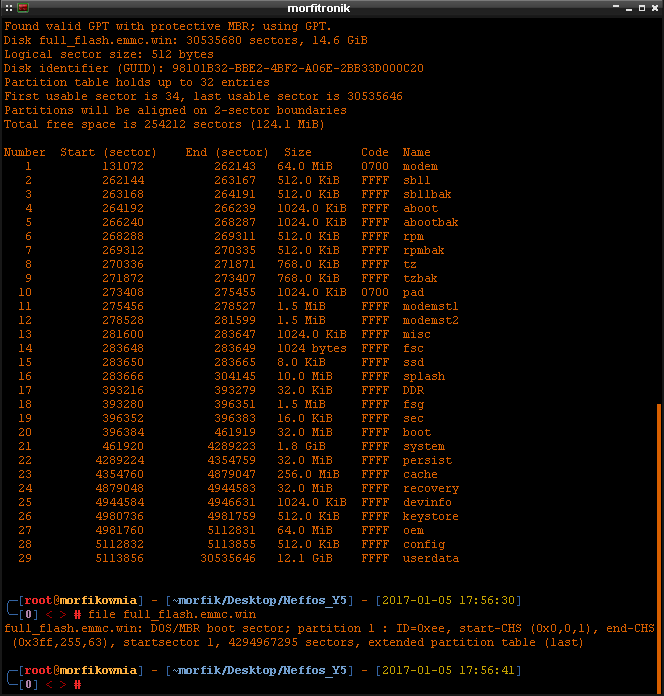 morfitronik
Found valid GPT with protective MBR; using GPT.
Disk full_flash.emmc.win: 30535680 sectors, 14.6 GiB
Logical sector size: 512 bytes
Disk identifier (GUID): 98101B32-BBE2-4BF2-A06E-2BB33D000C20
Partition table holds up to 32 entries
First usable sector is 34, last usable sector is 30535646
Partitions will be aligned on 2-sector boundaries
Total free space is 254212 sectors (124.1 MiB)
Number  Start (sector)    End (sector)  Size       Code  Name
   1          131072          262143   64.0 MiB    0700  modem
   2          262144          263167   512.0 KiB   FFFF  sbl1
   3          263168          264191   512.0 KiB   FFFF  sbl1bak
   4          264192          266239   1024.0 KiB  FFFF  aboot
   5          266240          268287   1024.0 KiB  FFFF  abootbak
   6          268288          269311   512.0 KiB   FFFF  rpm
   7          269312          270335   512.0 KiB   FFFF  rpmbak
   8          270336          271871   768.0 KiB   FFFF  tz
   9          271872          273407   768.0 KiB   FFFF  tzbak
  10          273408          275455   1024.0 KiB  0700  pad
  11          275456          278527   1.5 MiB     FFFF  modemst1
  12          278528          281599   1.5 MiB     FFFF  modemst2
  13          281600          283647   1024.0 KiB  FFFF  misc
  14          283648          283649   1024 bytes  FFFF  fsc
  15          283650          283665   8.0 KiB     FFFF  ssd
  16          283666          304145   10.0 MiB    FFFF  splash
  17          393216          393279   32.0 KiB    FFFF  DDR
  18          393280          396351   1.5 MiB     FFFF  fsg
  19          396352          396383   16.0 KiB    FFFF  sec
  20          396384          461919   32.0 MiB    FFFF  boot
  21          461920         4289223   1.8 GiB     FFFF  system
  22         4289224         4354759   32.0 MiB    FFFF  persist
  23         4354760         4879047   256.0 MiB   FFFF  cache
  24         4879048         4944583   32.0 MiB    FFFF  recovery
  25         4944584         4946631   1024.0 KiB  FFFF  devinfo
  26         4980736         4981759   512.0 KiB   FFFF  keystore
  27         4981760         5112831   64.0 MiB    FFFF  oem
  28         5112832         5113855   512.0 KiB   FFFF  config
  29         5113856        30535646   12.1 GiB    FFFF  userdata
[root@morfikownia] - [~morfik/Desktop/Neffos_Y5] - [2017-01-05 17:56:30]
[0] < > # file full_flash.emmc.win
full_flash.emmc.win: DOS/MBR boot sector; partition 1 : ID=0xee, start-CHS (0x0,0,1), end-CHS
(0x3ff,255,63), startsector 1, 4294967295 sectors, extended partition table (last)
[root@morfikownia] - [~morfik/Desktop/Neffos_Y5] - [2017-01-05 17:56:41]
[0] < > #